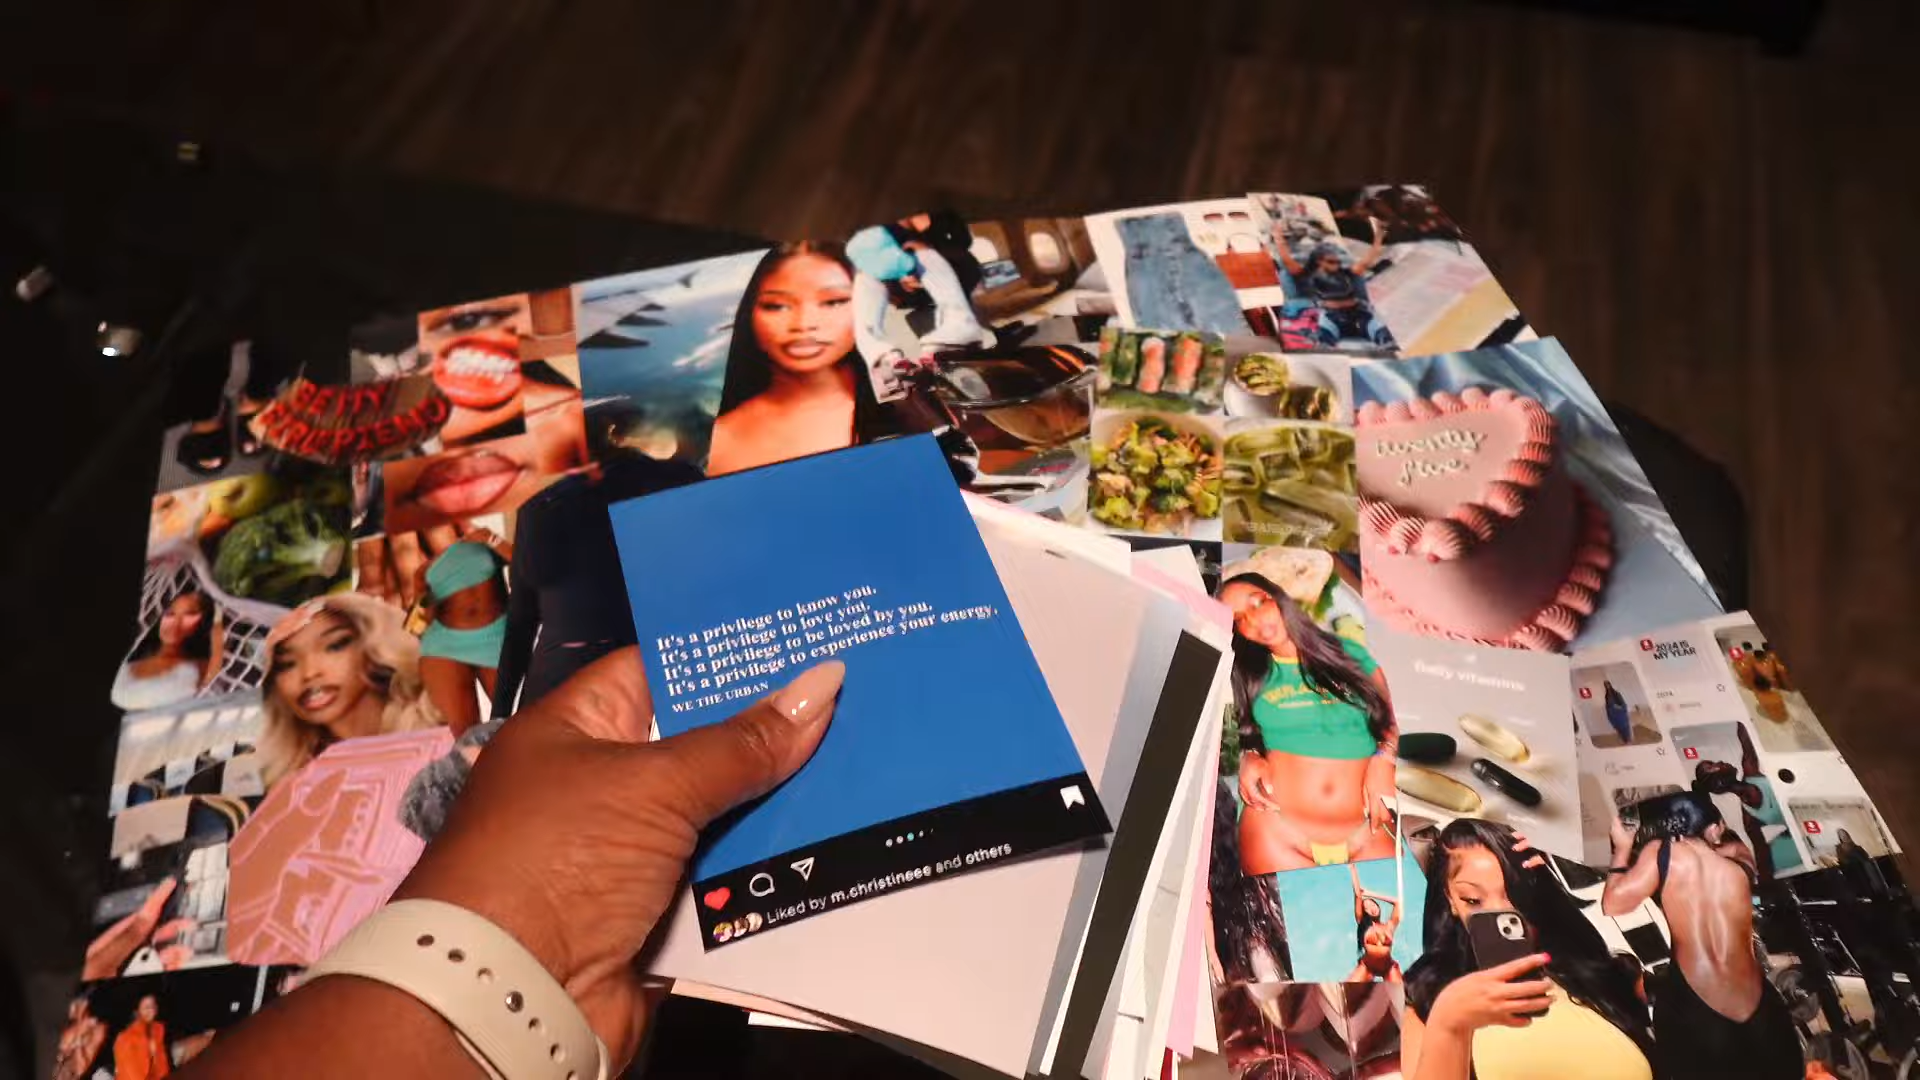 BETTY
GIRLFRIEND
twenty
five
It's a privilege to know you.
It's a privilege to love you.
It's a privilege to be loved by you.
It's a privilege to experience your energy.
WE THE URBAN
Liked by m.christineee and others
2024 IS
MY YEAR
vitamins